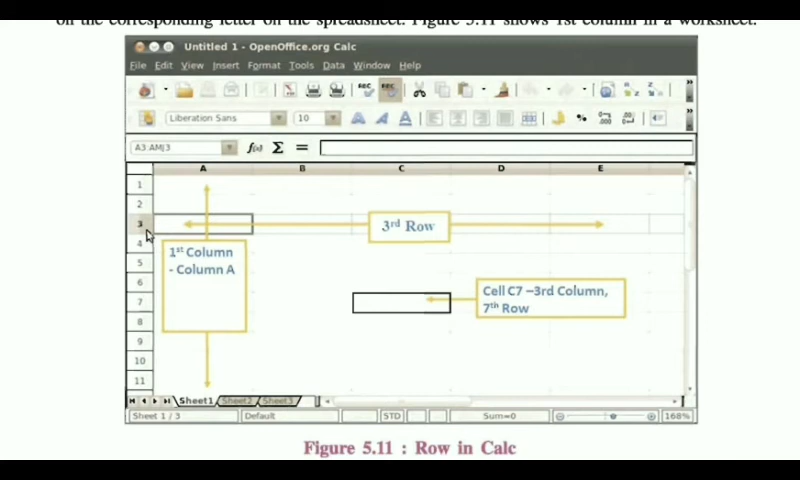 on the corresponding letter on the spreadsheet. Figure 5.11 shows 1st column in a worksheet.
Untitled 1 - OpenOffice.org Calc
File Edit View Insert Format Tools Data Window Help
Liberation Sans 10
A3:AMJ3 f(x) Σ =
A B C D E
1
2
3
3rd Row
4
1st Column
- Column A
5
6
Cell C7 –3rd Column,
7th Row
7
8
9
10
11
Sheet1 Sheet2 Sheet3
Sheet 1 / 3 Default STD Sum=0 168%
Figure 5.11 : Row in Calc